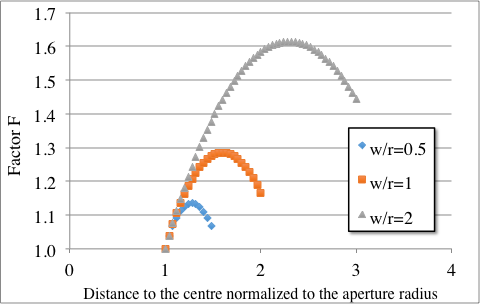 1.7
1.6
1.5
1.4
1.3
1.2
1.1
1.0
Factor F
w/r=0.5
w/r=1
w/r=2
0 1 2 3 4
Distance to the centre normalized to the aperture radius